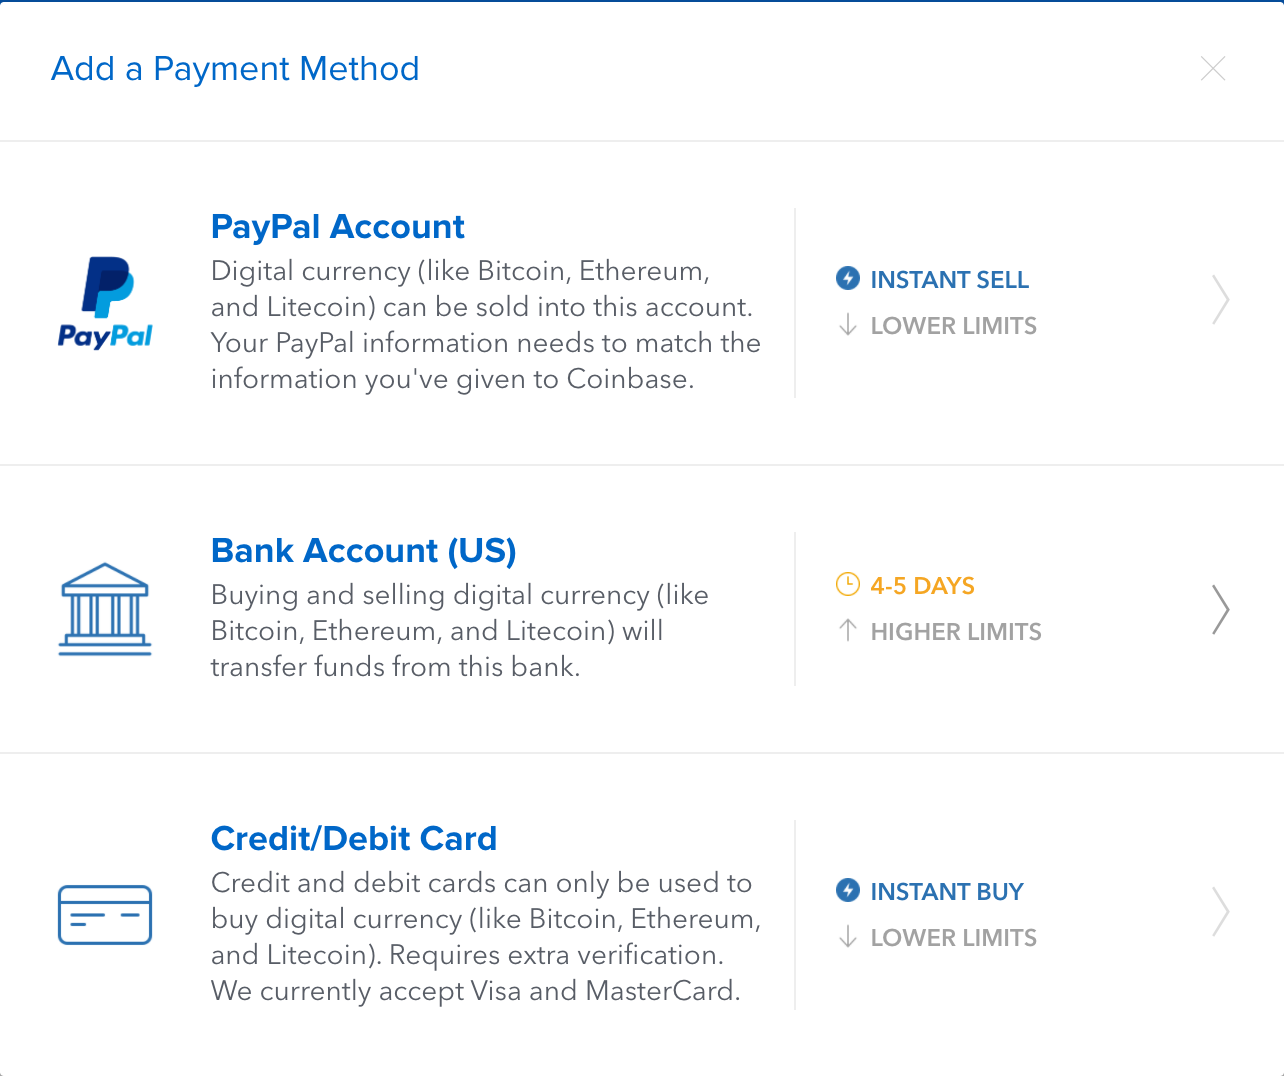 Add a Payment Method
PayPal
PayPal Account
Digital currency (like Bitcoin, Ethereum,
and Litecoin) can be sold into this account.
Your PayPal information needs to match the
information you've given to Coinbase.
INSTANT SELL
LOWER LIMITS
Bank Account (US)
Buying and selling digital currency (like
Bitcoin, Ethereum, and Litecoin) will
transfer funds from this bank.
4-5 DAYS
HIGHER LIMITS
Credit/Debit Card
Credit and debit cards can only be used to
buy digital currency (like Bitcoin, Ethereum,
and Litecoin). Requires extra verification.
We currently accept Visa and MasterCard.
INSTANT BUY
LOWER LIMITS